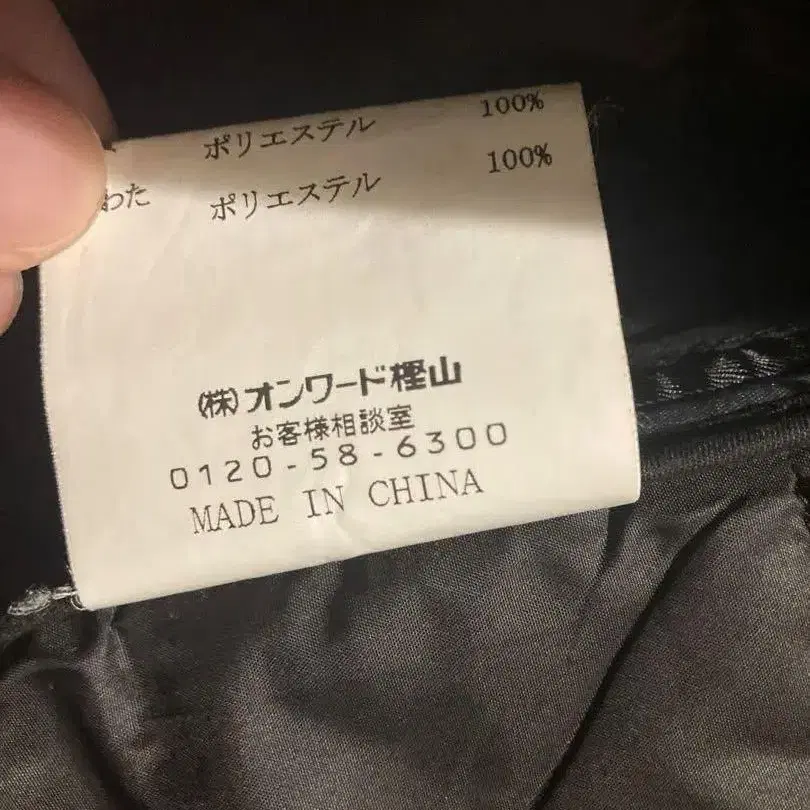 ポリエステル 100%
わた ポリエステル 100%
(株)オンワード樫山
お客様相談室
0120-58-6300
MADE IN CHINA